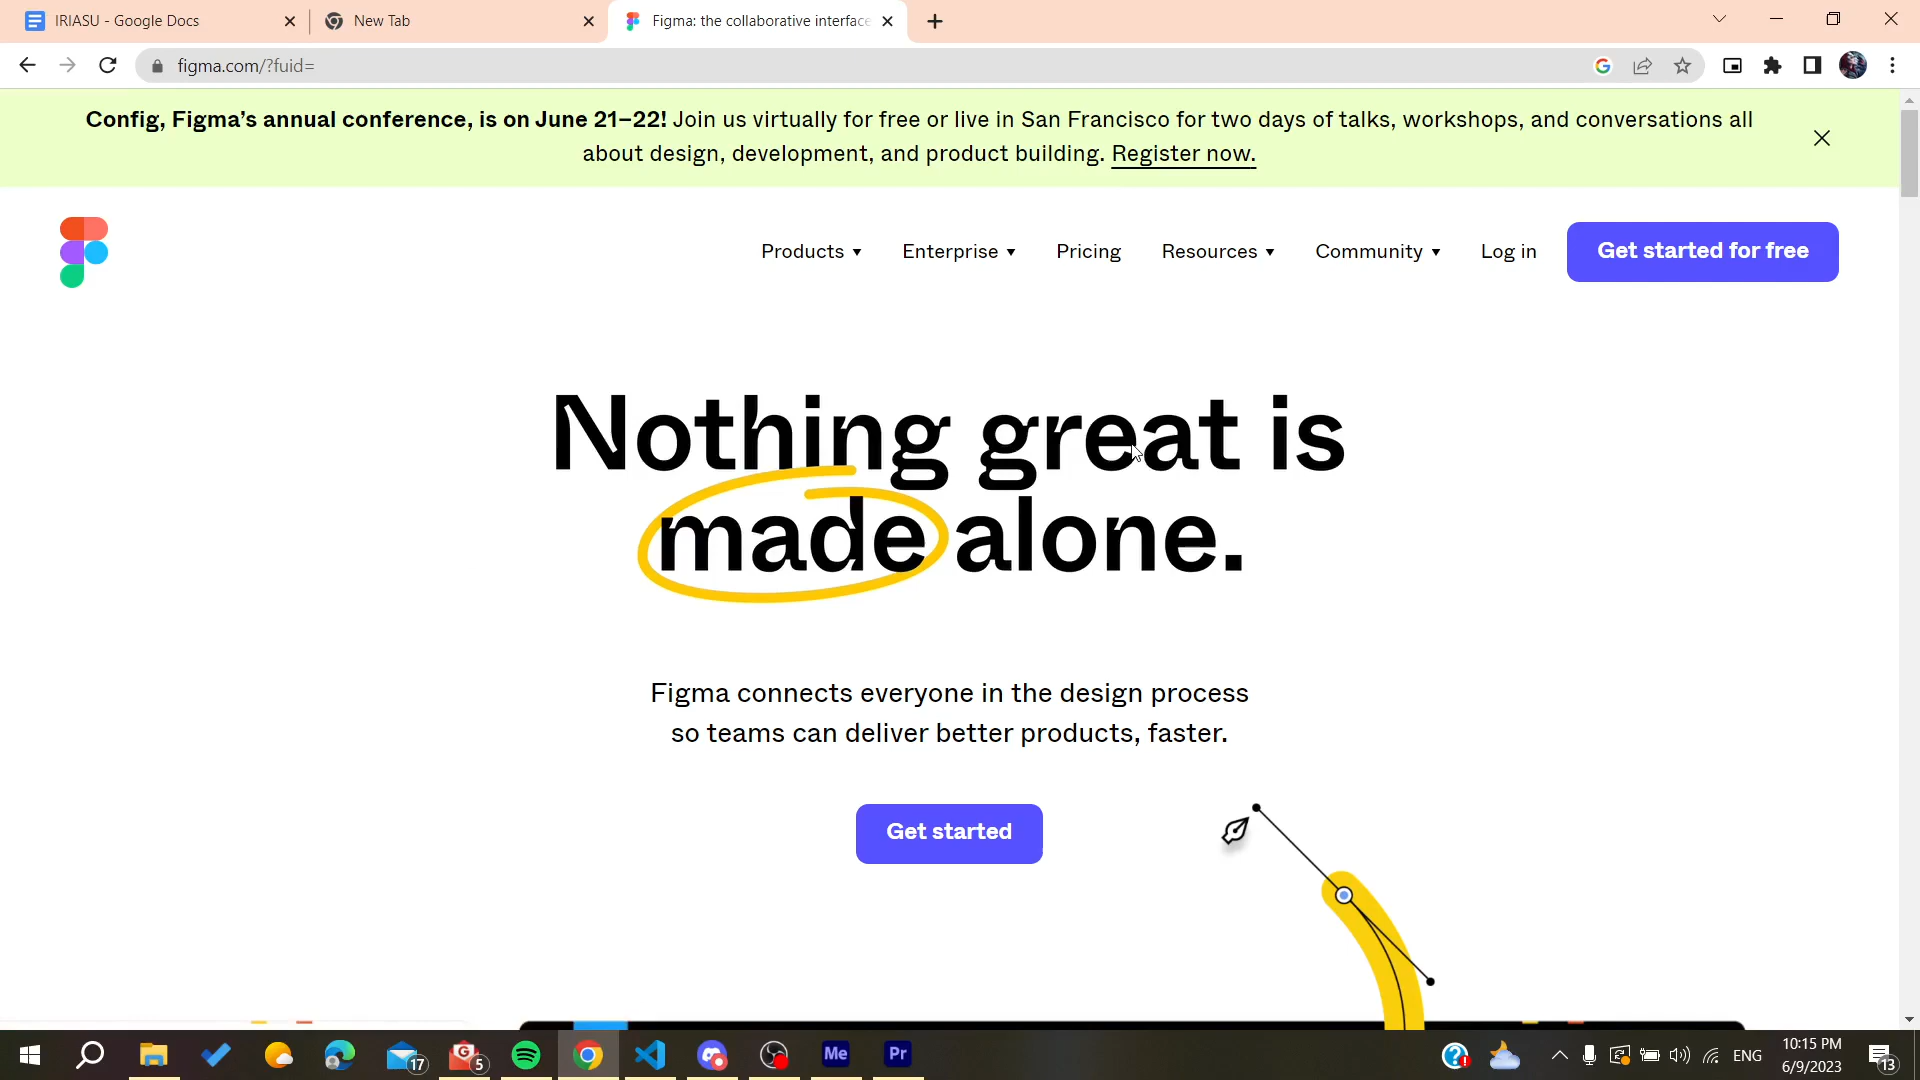 IRIASU - Google Docs
New Tab
Figma: the collaborative interface
figma.com/?fuid=
Config, Figma's annual conference, is on June 21–22! Join us virtually for free or live in San Francisco for two days of talks, workshops, and conversations all
about design, development, and product building. Register now.
Products
Enterprise
Pricing
Resources
Community
Log in
Get started for free
Nothing great is
made alone.
Figma connects everyone in the design process
so teams can deliver better products, faster.
Get started
17
5
Me
Pr
ENG
10:15 PM
6/9/2023
13